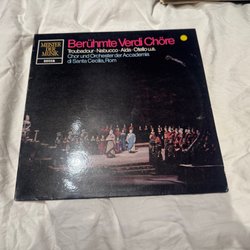 MEISTER
DER
MUSIK
DECCA
Berühmte Verdi Chöre
Troubadour · Nabucco · Aida · Otello u.a.
Chor und Orchester der Accademia
di Santa Cecilia, Rom